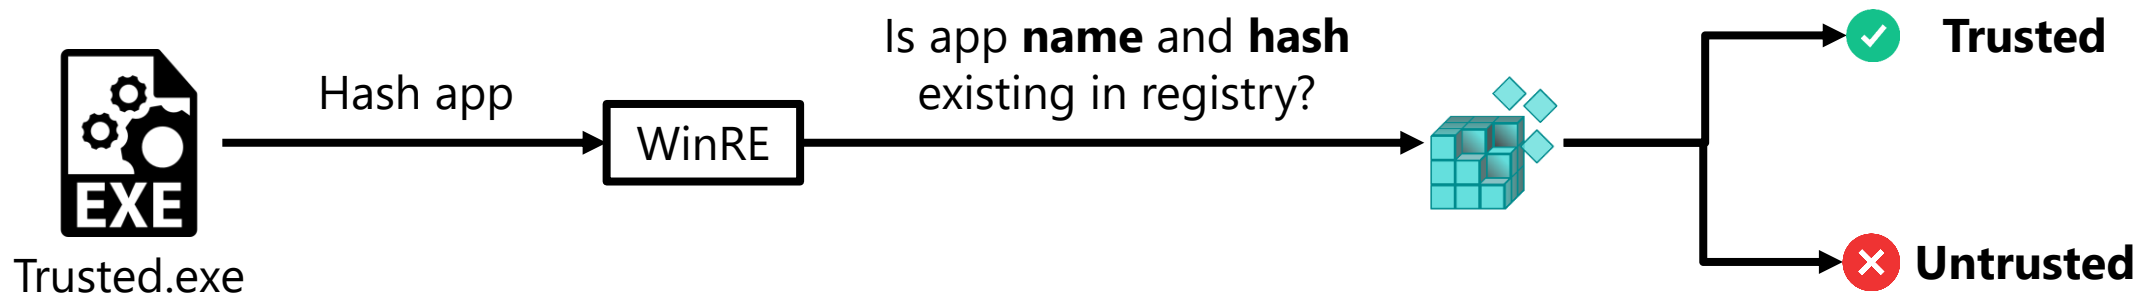 EXE
Trusted.exe
Hash app
WinRE
Is app name and hash
existing in registry?
Trusted
Untrusted